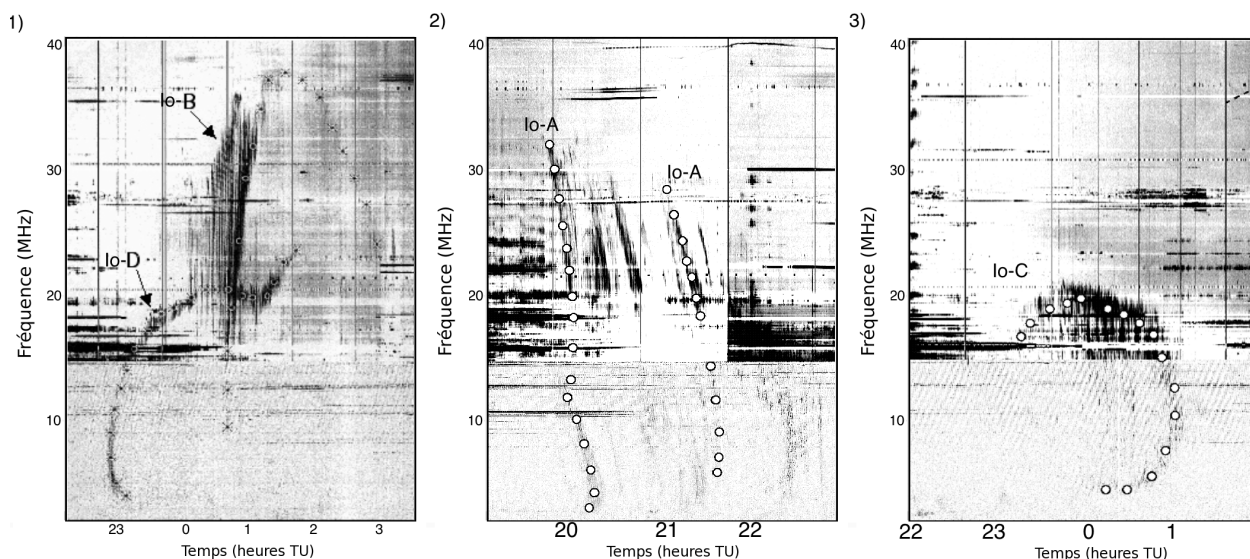 1)
40
30
20
10
Fréquence (MHz)
Io-B
Io-D
23 0 1 2 3
Temps (heures TU)
2)
40
30
20
10
Fréquence (MHz)
Io-A
Io-A
20 21 22
Temps (heures TU)
3)
40
30
20
10
Fréquence (MHz)
Io-C
22 23 0 1
Temps (heures TU)